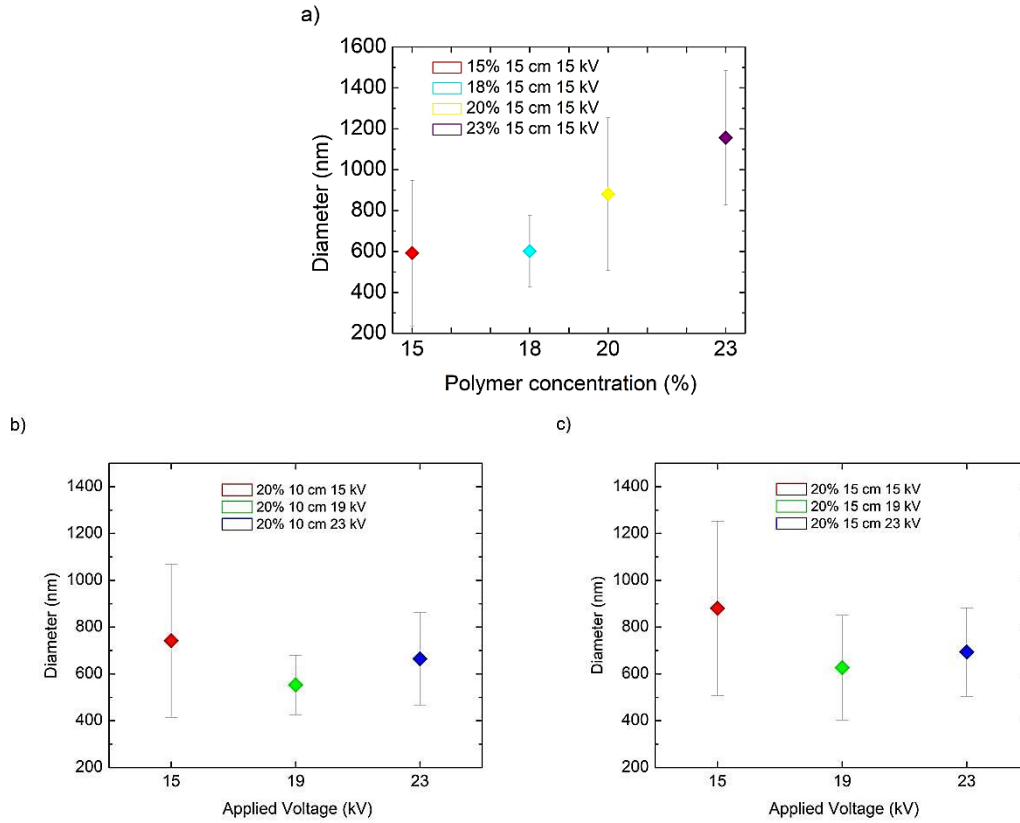 a)
1600
1400
1200
1000
800
600
400
200
Diameter (nm)
15% 15 cm 15 kV
18% 15 cm 15 kV
20% 15 cm 15 kV
23% 15 cm 15 kV
15 18 20 23
Polymer concentration (%)
b)
1400
1200
1000
800
600
400
200
Diameter (nm)
20% 10 cm 15 kV
20% 10 cm 19 kV
20% 10 cm 23 kV
15 19 23
Applied Voltage (kV)
c)
1400
1200
1000
800
600
400
200
Diameter (nm)
20% 15 cm 15 kV
20% 15 cm 19 kV
20% 15 cm 23 kV
15 19 23
Applied Voltage (kV)